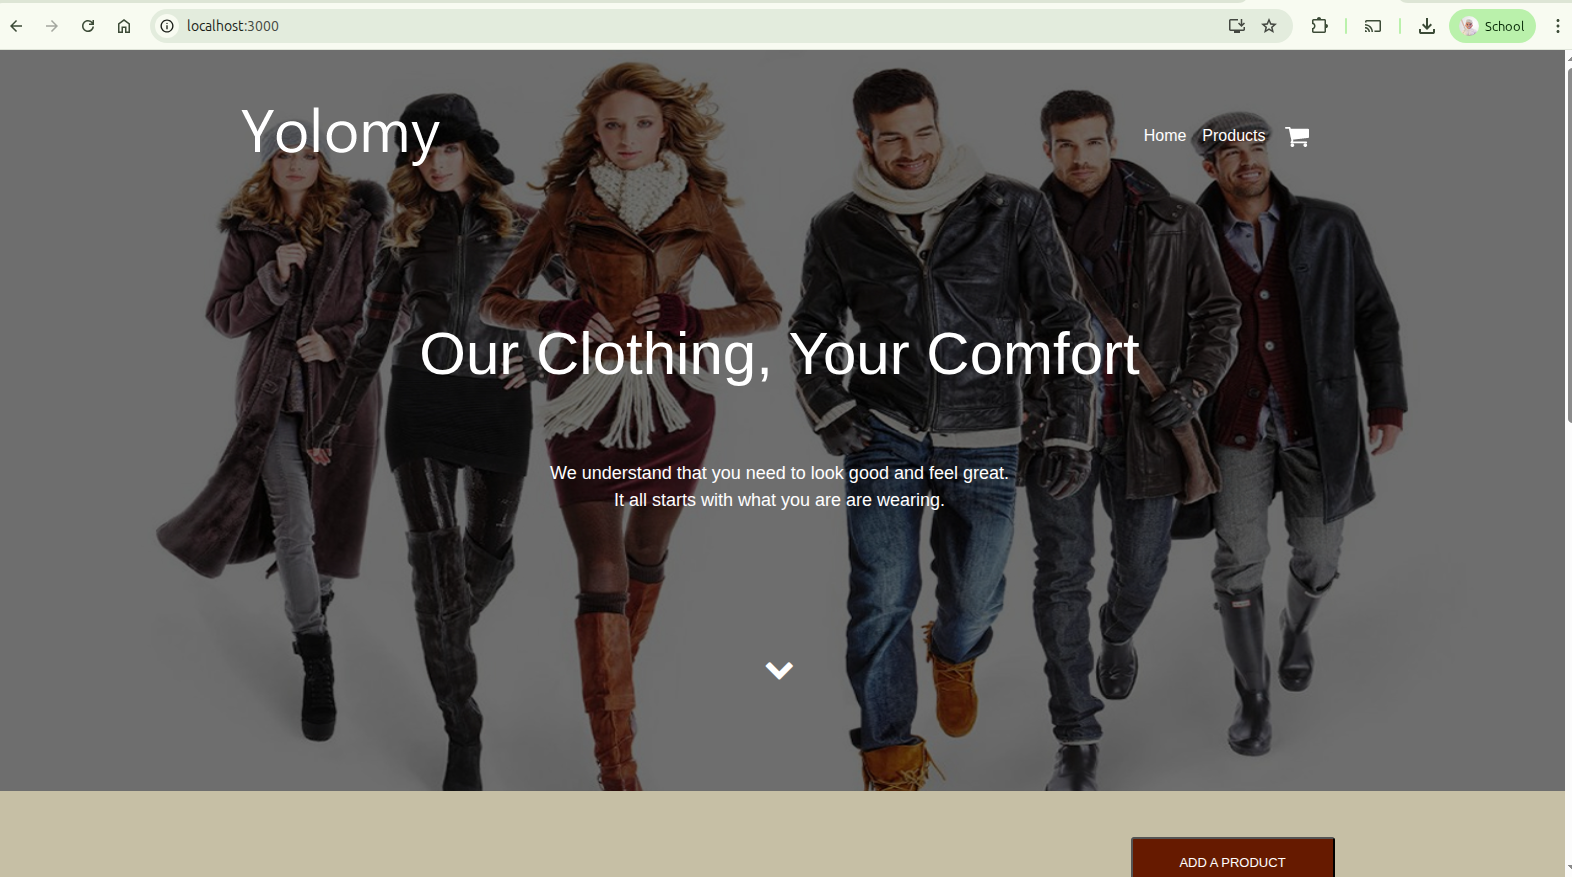 localhost:3000
School
Yolomy
Home Products
Our Clothing, Your Comfort
We understand that you need to look good and feel great.
It all starts with what you are are wearing.
ADD A PRODUCT